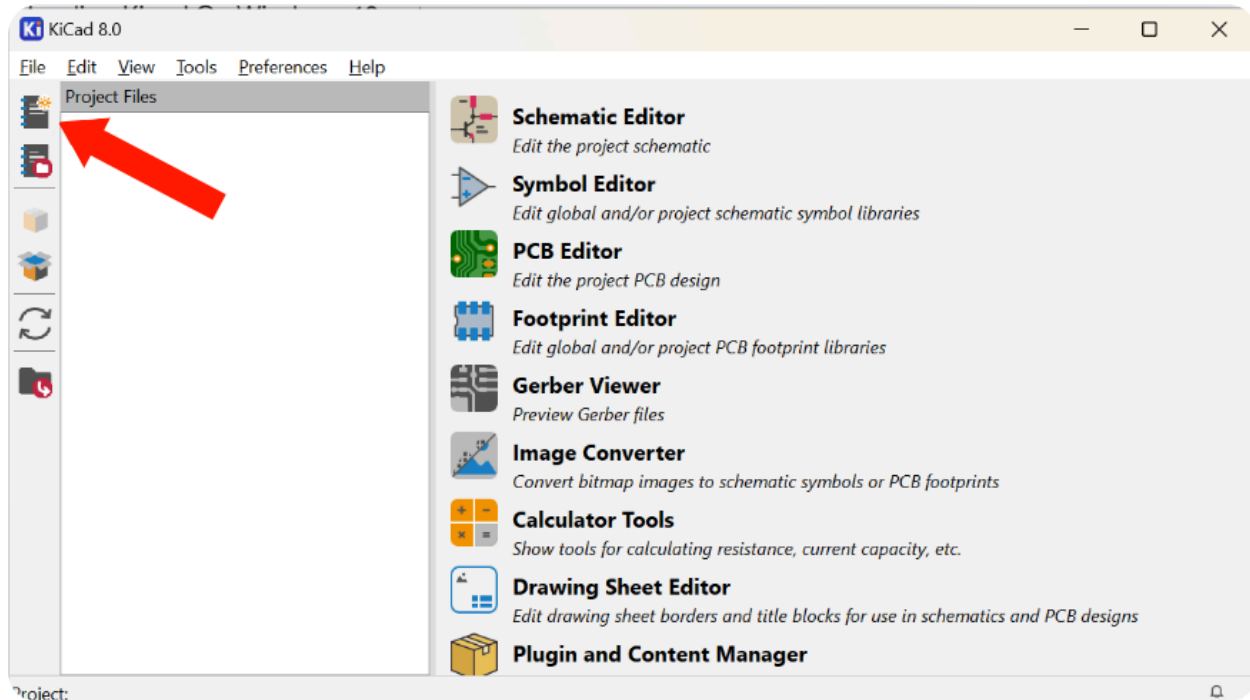 KiCad 8.0
File Edit View Tools Preferences Help
Project Files
Schematic Editor
Edit the project schematic
Symbol Editor
Edit global and/or project schematic symbol libraries
PCB Editor
Edit the project PCB design
Footprint Editor
Edit global and/or project PCB footprint libraries
Gerber Viewer
Preview Gerber files
Image Converter
Convert bitmap images to schematic symbols or PCB footprints
Calculator Tools
Show tools for calculating resistance, current capacity, etc.
Drawing Sheet Editor
Edit drawing sheet borders and title blocks for use in schematics and PCB designs
Plugin and Content Manager
Project: